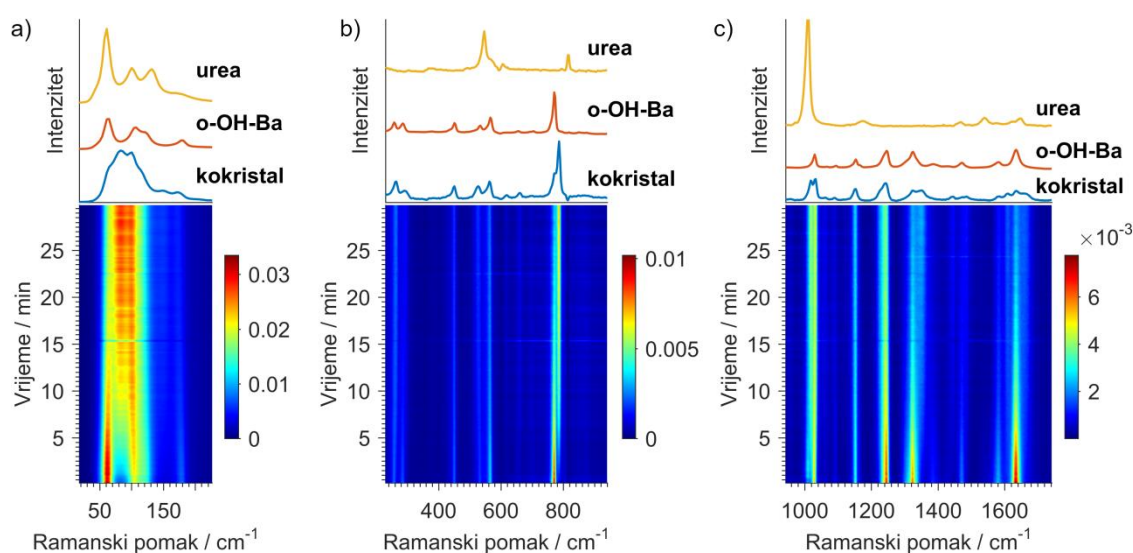 a)
Intenzitet
urea
o-OH-Ba
kokristal
Vrijeme / min
25
20
15
10
5
0.03
0.02
0.01
0
50 150
Ramanski pomak / cm⁻¹
b)
Intenzitet
urea
o-OH-Ba
kokristal
Vrijeme / min
25
20
15
10
5
0.01
0.005
0
400 600 800
Ramanski pomak / cm⁻¹
c)
Intenzitet
urea
o-OH-Ba
kokristal
Vrijeme / min
25
20
15
10
5
× 10⁻³
6
4
2
1000 1200 1400 1600
Ramanski pomak / cm⁻¹